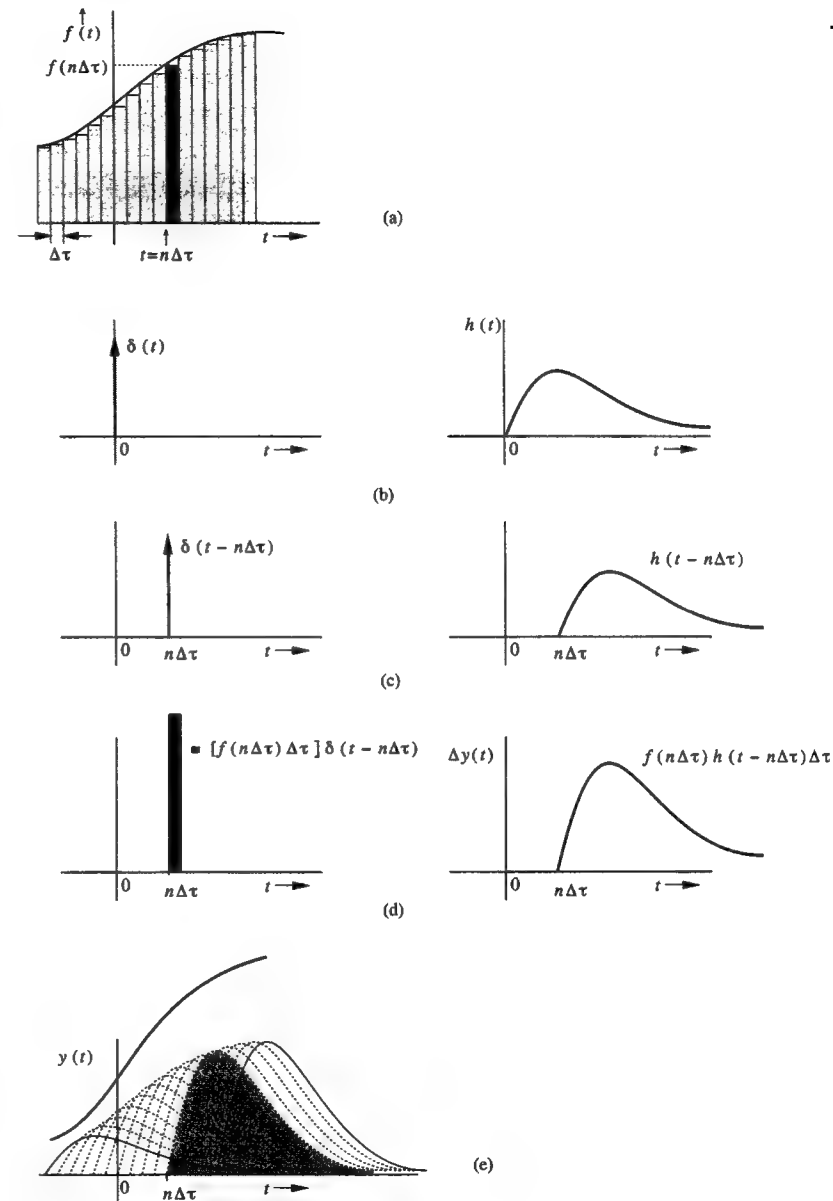 f(t)
f(nΔτ)
Δτ
t=nΔτ
t
(a)
δ(t)
0
t
h(t)
0
t
(b)
δ(t − nΔτ)
0
nΔτ
t
h(t − nΔτ)
0
nΔτ
t
(c)
≈ [f(nΔτ)Δτ]δ(t − nΔτ)
0
nΔτ
t
Δy(t)
f(nΔτ)h(t − nΔτ)Δτ
0
nΔτ
t
(d)
y(t)
0
nΔτ
t
(e)